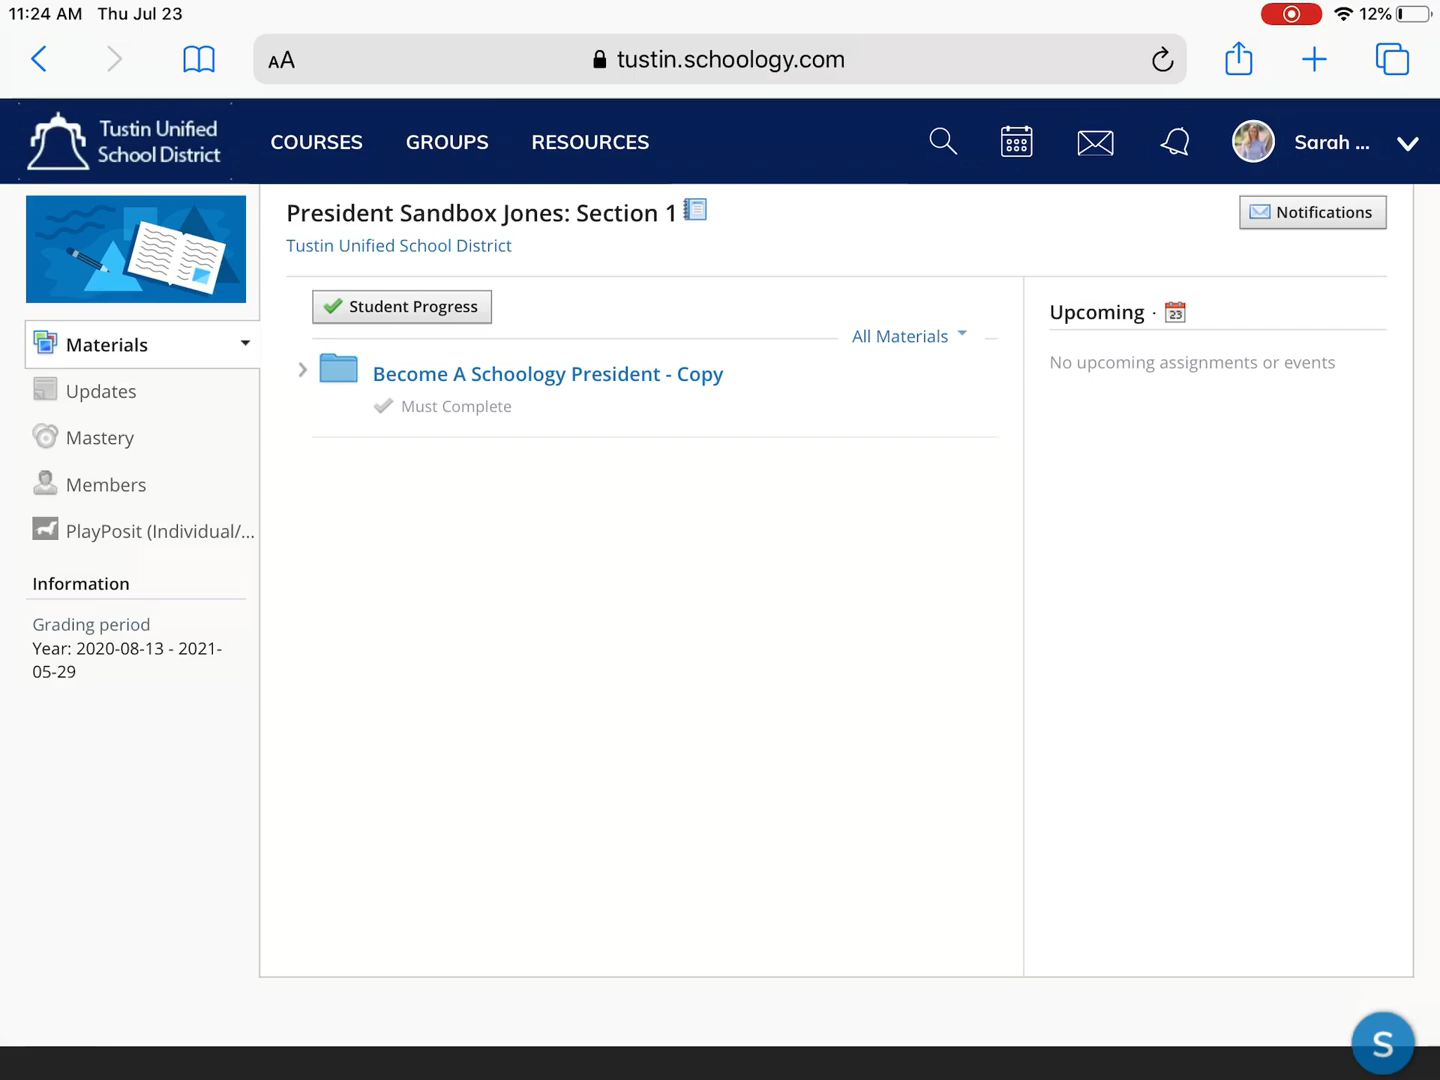 11:24 AM Thu Jul 23
12%
AA
tustin.schoology.com
Tustin Unified
School District
COURSES
GROUPS
RESOURCES
Sarah ...
President Sandbox Jones: Section 1
Notifications
Tustin Unified School District
Student Progress
All Materials
Become A Schoology President - Copy
Must Complete
Upcoming ·
23
No upcoming assignments or events
Materials
Updates
Mastery
Members
PlayPosit (Individual/...
Information
Grading period
Year: 2020-08-13 - 2021-
05-29
S